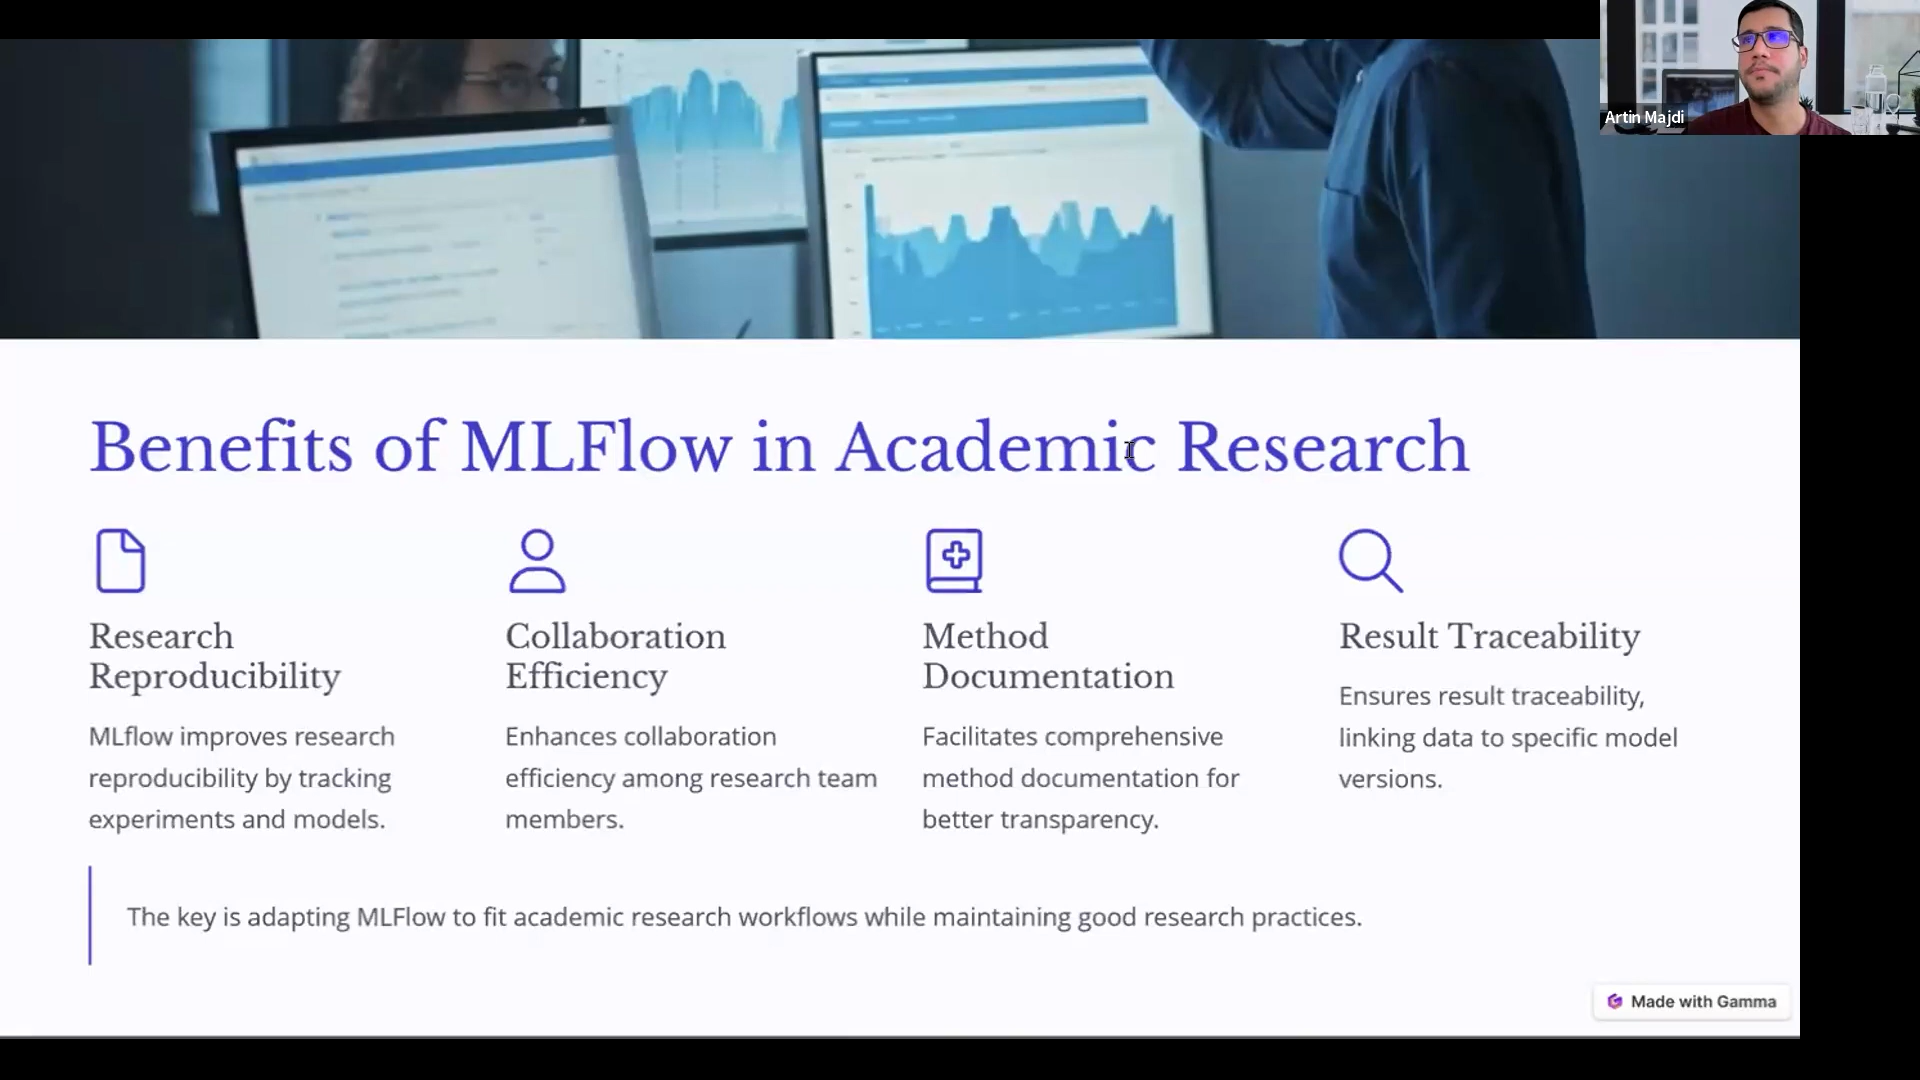 Artin Majdi
Benefits of MLFlow in Academic Research
Research
Reproducibility
MLflow improves research
reproducibility by tracking
experiments and models.
Collaboration
Efficiency
Enhances collaboration
efficiency among research team
members.
Method
Documentation
Facilitates comprehensive
method documentation for
better transparency.
Result Traceability
Ensures result traceability,
linking data to specific model
versions.
The key is adapting MLFlow to fit academic research workflows while maintaining good research practices.
Made with Gamma